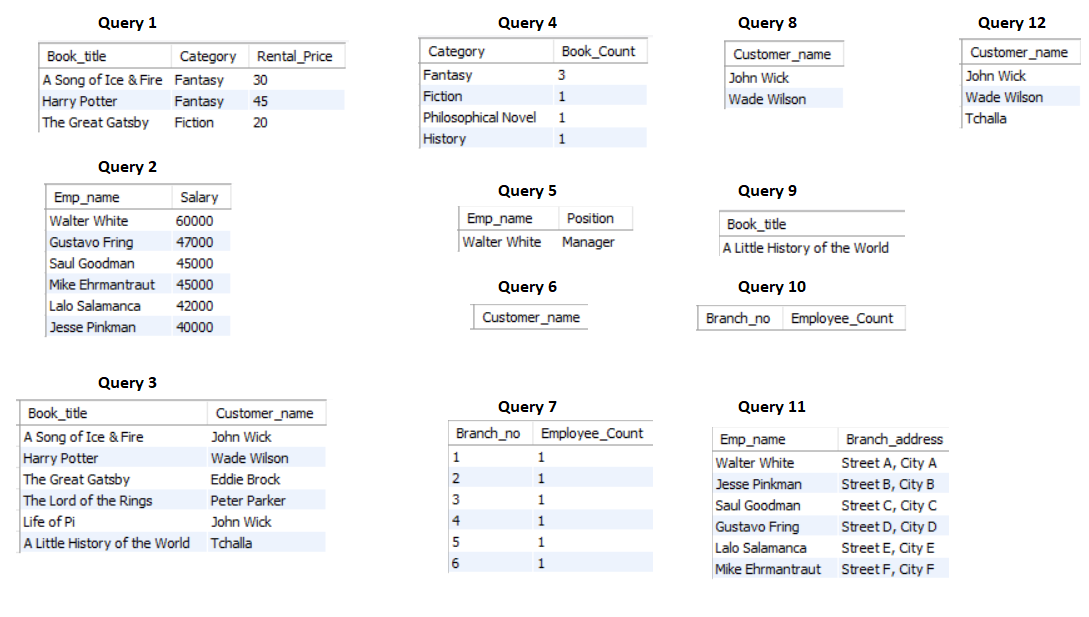 Query 1
Book_title Category Rental_Price
A Song of Ice & Fire Fantasy 30
Harry Potter Fantasy 45
The Great Gatsby Fiction 20
Query 2
Emp_name Salary
Walter White 60000
Gustavo Fring 47000
Saul Goodman 45000
Mike Ehrmantraut 45000
Lalo Salamanca 42000
Jesse Pinkman 40000
Query 3
Book_title Customer_name
A Song of Ice & Fire John Wick
Harry Potter Wade Wilson
The Great Gatsby Eddie Brock
The Lord of the Rings Peter Parker
Life of Pi John Wick
A Little History of the World Tchalla
Query 4
Category Book_Count
Fantasy 3
Fiction 1
Philosophical Novel 1
History 1
Query 5
Emp_name Position
Walter White Manager
Query 6
Customer_name
Query 7
Branch_no Employee_Count
1 1
2 1
3 1
4 1
5 1
6 1
Query 8
Customer_name
John Wick
Wade Wilson
Query 9
Book_title
A Little History of the World
Query 10
Branch_no Employee_Count
Query 11
Emp_name Branch_address
Walter White Street A, City A
Jesse Pinkman Street B, City B
Saul Goodman Street C, City C
Gustavo Fring Street D, City D
Lalo Salamanca Street E, City E
Mike Ehrmantraut Street F, City F
Query 12
Customer_name
John Wick
Wade Wilson
Tchalla